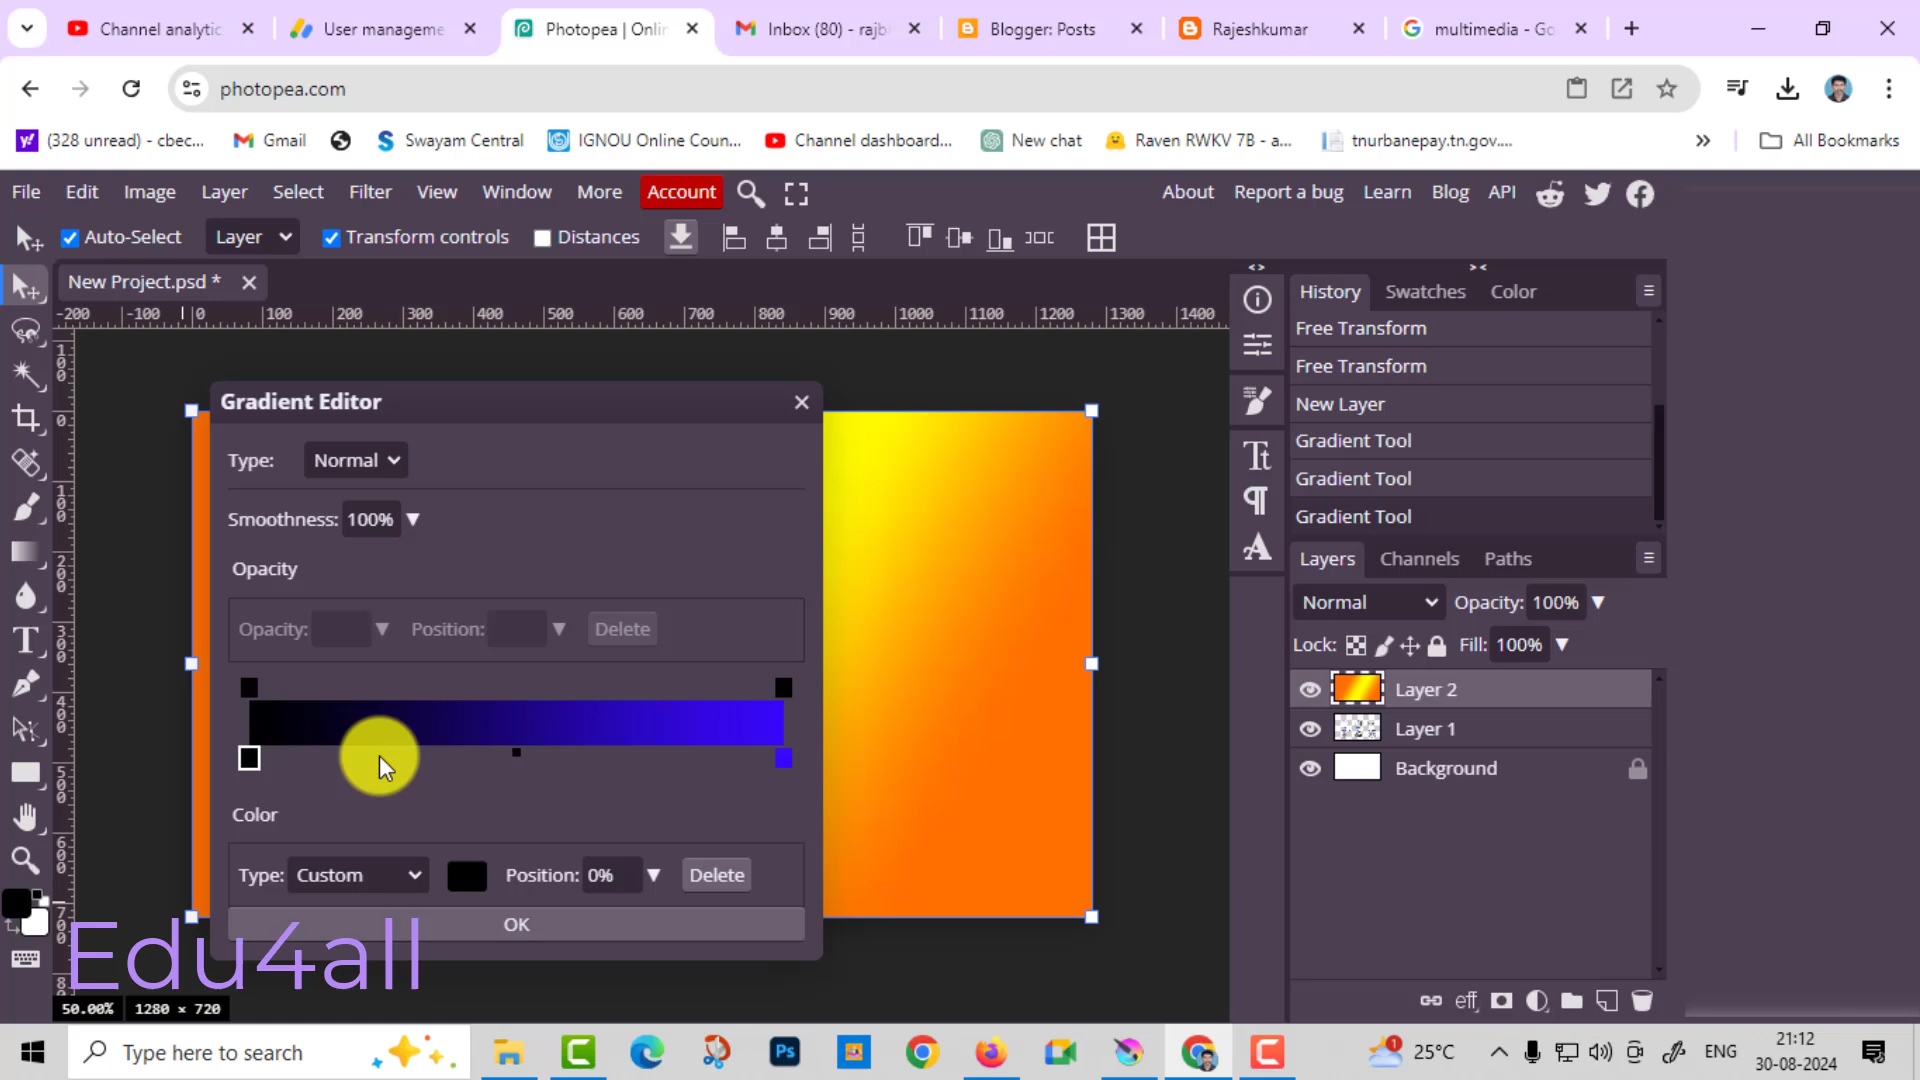 Channel analytic
User manageme
Photopea | Onlin
Inbox (80) - rajbl
Blogger: Posts
Rajeshkumar
multimedia - Go
photopea.com
(328 unread) - cbec...
Gmail
Swayam Central
IGNOU Online Coun...
Channel dashboard...
New chat
Raven RWKV 7B - a...
tnurbanepay.tn.gov....
All Bookmarks
File Edit Image Layer Select Filter View Window More Account
About Report a bug Learn Blog API
Auto-Select Layer Transform controls Distances
New Project.psd *
-200 -100 0 100 200 300 400 500 600 700 800 900 1000 1100 1200 1300 1400
Gradient Editor
Type: Normal
Smoothness: 100%
Opacity
Opacity: Position: Delete
Color
Type: Custom Position: 0% Delete
OK
Edu4all
50.00% 1280 × 720
History Swatches Color
Free Transform
Free Transform
New Layer
Gradient Tool
Gradient Tool
Gradient Tool
Layers Channels Paths
Normal Opacity: 100%
Lock: Fill: 100%
Layer 2
Layer 1
Background
eff
Type here to search
Ps
1
25°C
ENG
21:12
30-08-2024